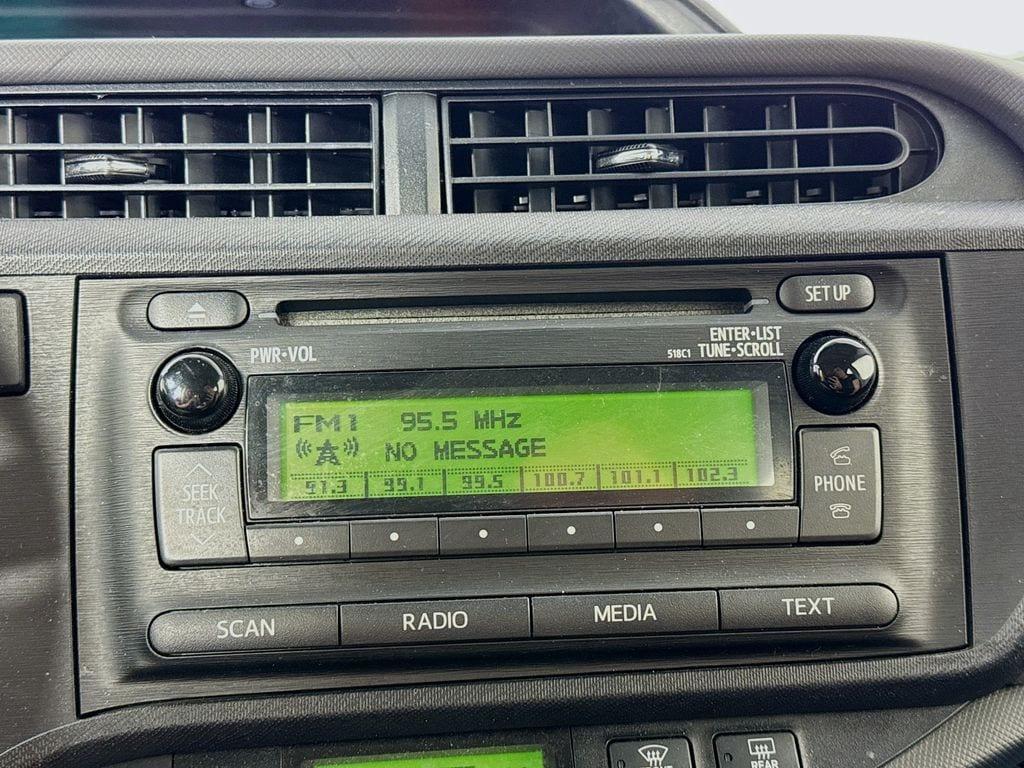 SET UP
PWR•VOL
ENTER•LIST
518C1 TUNE•SCROLL
FM1 95.5 MHz
NO MESSAGE
91.3 99.1 99.5 100.7 101.1 102.3
SEEK
TRACK
PHONE
SCAN
RADIO
MEDIA
TEXT
REAR